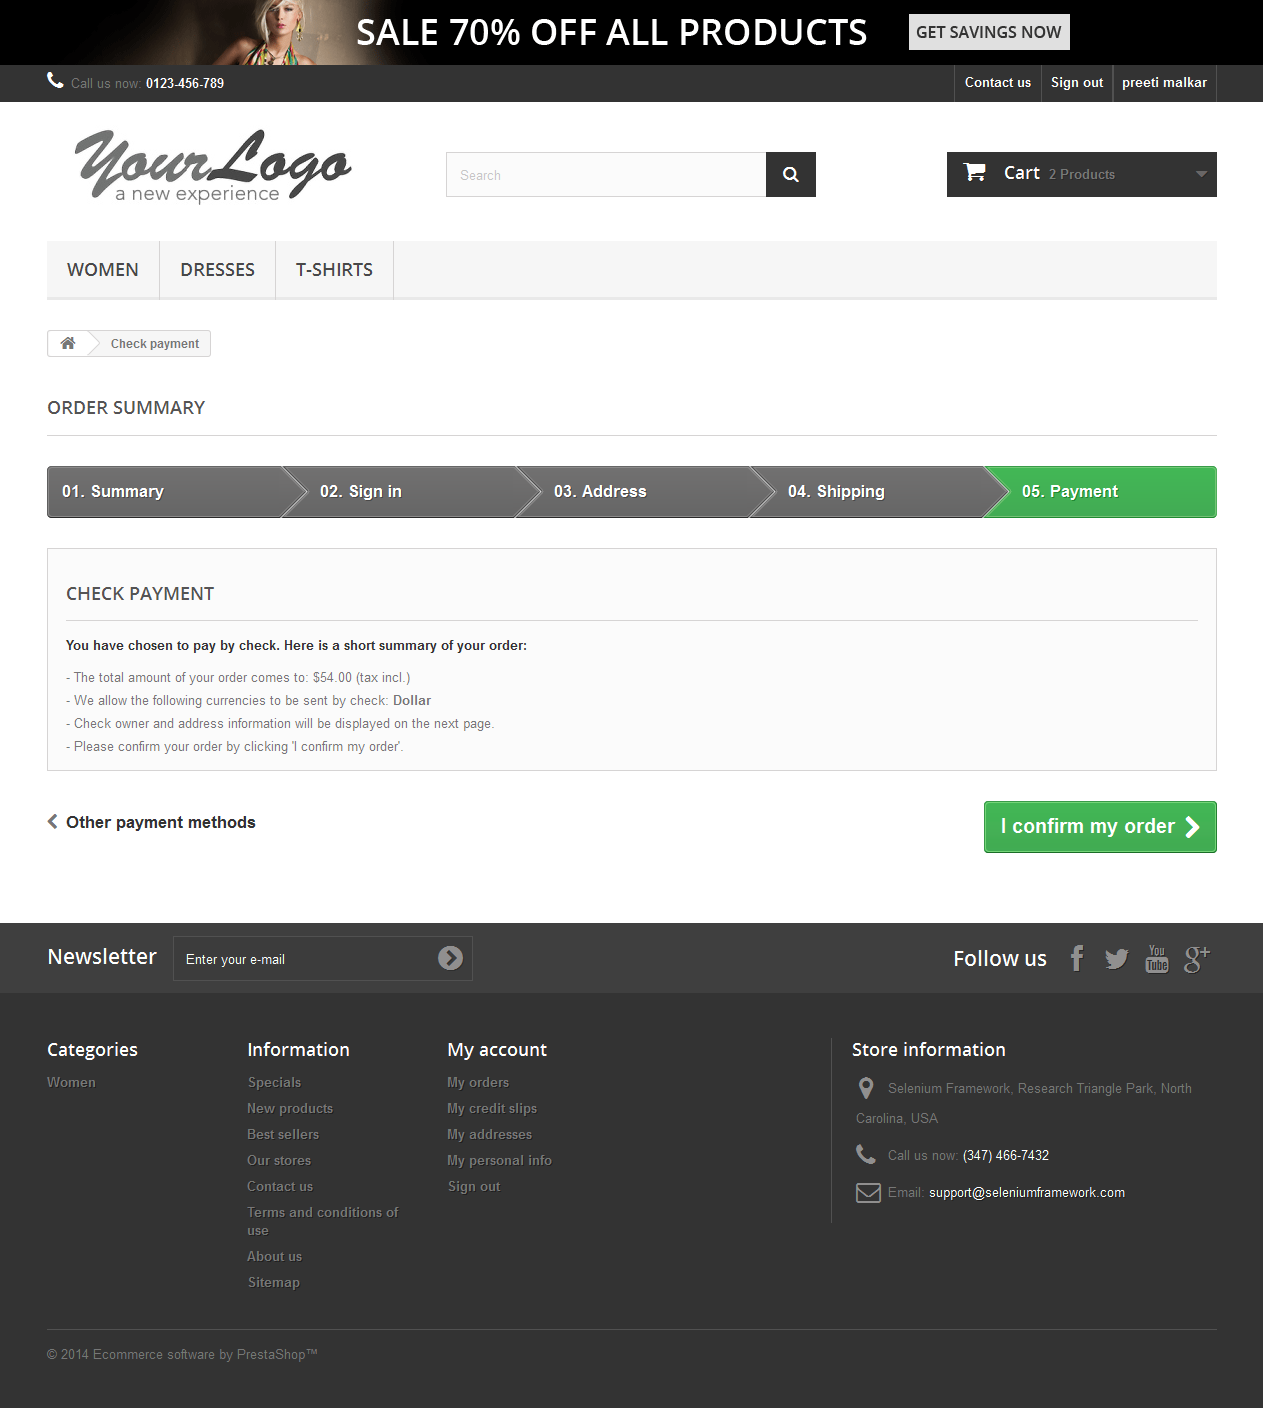 SALE 70% OFF ALL PRODUCTS GET SAVINGS NOW
Call us now: 0123-456-789
Contact us Sign out preeti malkar
YourLogo
a new experience
Search
Cart 2 Products
WOMEN DRESSES T-SHIRTS
Check payment
ORDER SUMMARY
01. Summary 02. Sign in 03. Address 04. Shipping 05. Payment
CHECK PAYMENT
You have chosen to pay by check. Here is a short summary of your order:
- The total amount of your order comes to: $54.00 (tax incl.)
- We allow the following currencies to be sent by check: Dollar
- Check owner and address information will be displayed on the next page.
- Please confirm your order by clicking 'I confirm my order'.
Other payment methods
I confirm my order
Newsletter Enter your e-mail
Follow us
You
Tube
Categories
Women
Information
Specials
New products
Best sellers
Our stores
Contact us
Terms and conditions of
use
About us
Sitemap
My account
My orders
My credit slips
My addresses
My personal info
Sign out
Store information
Selenium Framework, Research Triangle Park, North
Carolina, USA
Call us now: (347) 466-7432
Email: support@seleniumframework.com
© 2014 Ecommerce software by PrestaShop™